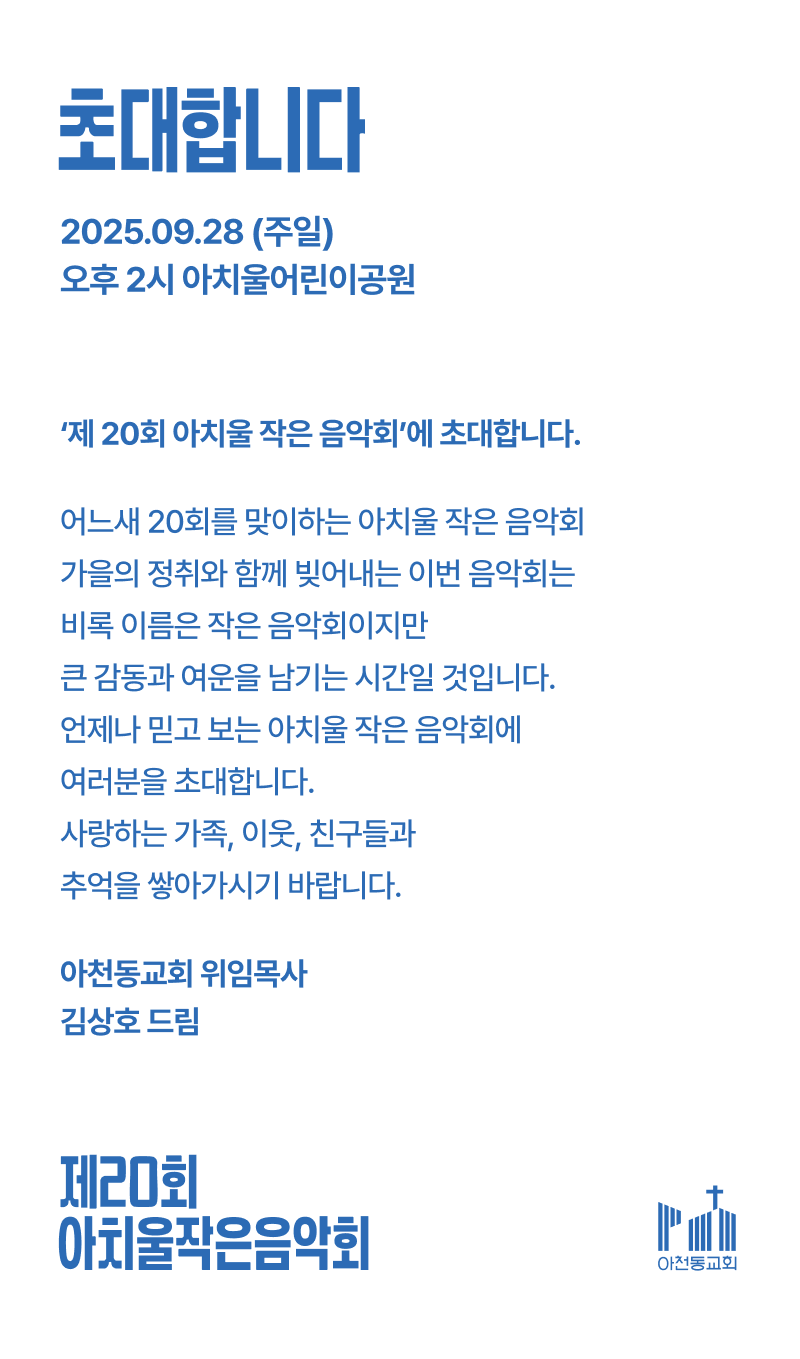 초대합니다
2025.09.28 (주일)
오후 2시 아치울어린이공원
‘제 20회 아치울 작은 음악회’에 초대합니다.
어느새 20회를 맞이하는 아치울 작은 음악회
가을의 정취와 함께 빚어내는 이번 음악회는
비록 이름은 작은 음악회이지만
큰 감동과 여운을 남기는 시간일 것입니다.
언제나 믿고 보는 아치울 작은 음악회에
여러분을 초대합니다.
사랑하는 가족, 이웃, 친구들과
추억을 쌓아가시기 바랍니다.
아천동교회 위임목사
김상호 드림
제20회
아치울작은음악회
아천동교회